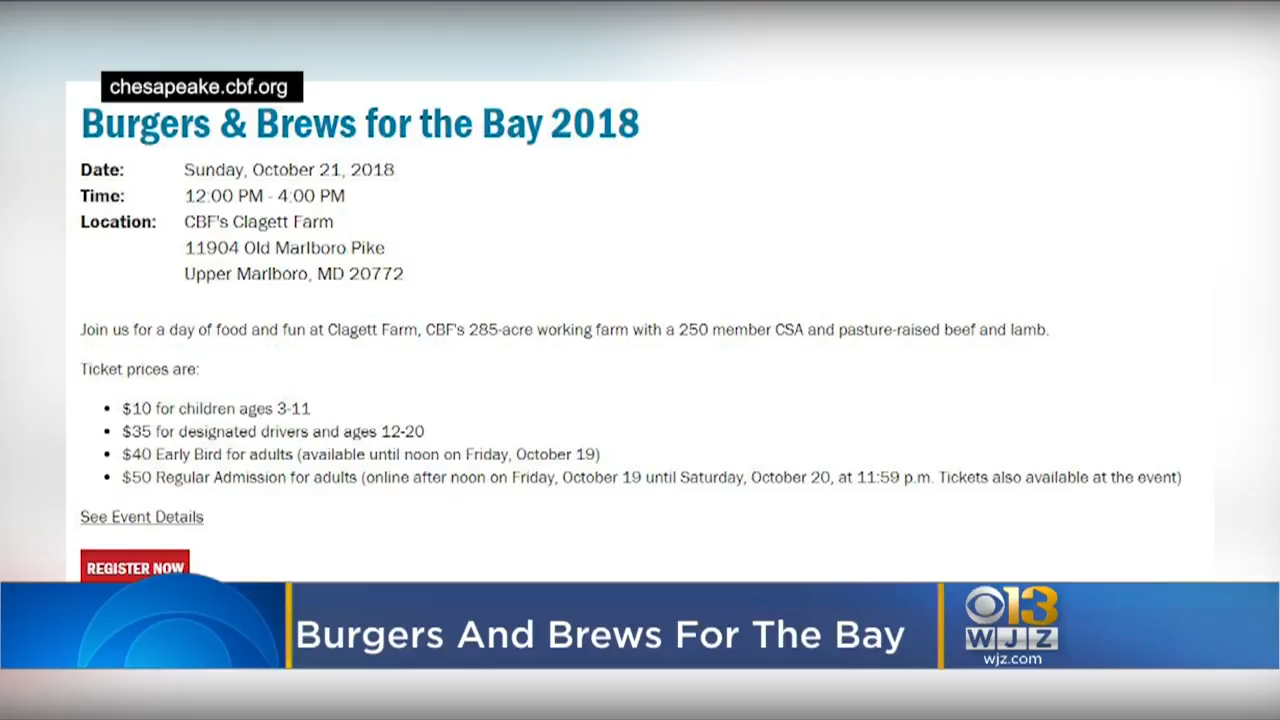 chesapeake.cbf.org
Burgers & Brews for the Bay 2018
Date: Sunday, October 21, 2018
Time: 12:00 PM - 4:00 PM
Location: CBF's Clagett Farm
11904 Old Marlboro Pike
Upper Marlboro, MD 20772
Join us for a day of food and fun at Clagett Farm, CBF's 285-acre working farm with a 250 member CSA and pasture-raised beef and lamb.
Ticket prices are:
• $10 for children ages 3-11
• $35 for designated drivers and ages 12-20
• $40 Early Bird for adults (available until noon on Friday, October 19)
• $50 Regular Admission for adults (online after noon on Friday, October 19 until Saturday, October 20, at 11:59 p.m. Tickets also available at the event)
See Event Details
REGISTER NOW
Burgers And Brews For The Bay
13
WJZ
wjz.com